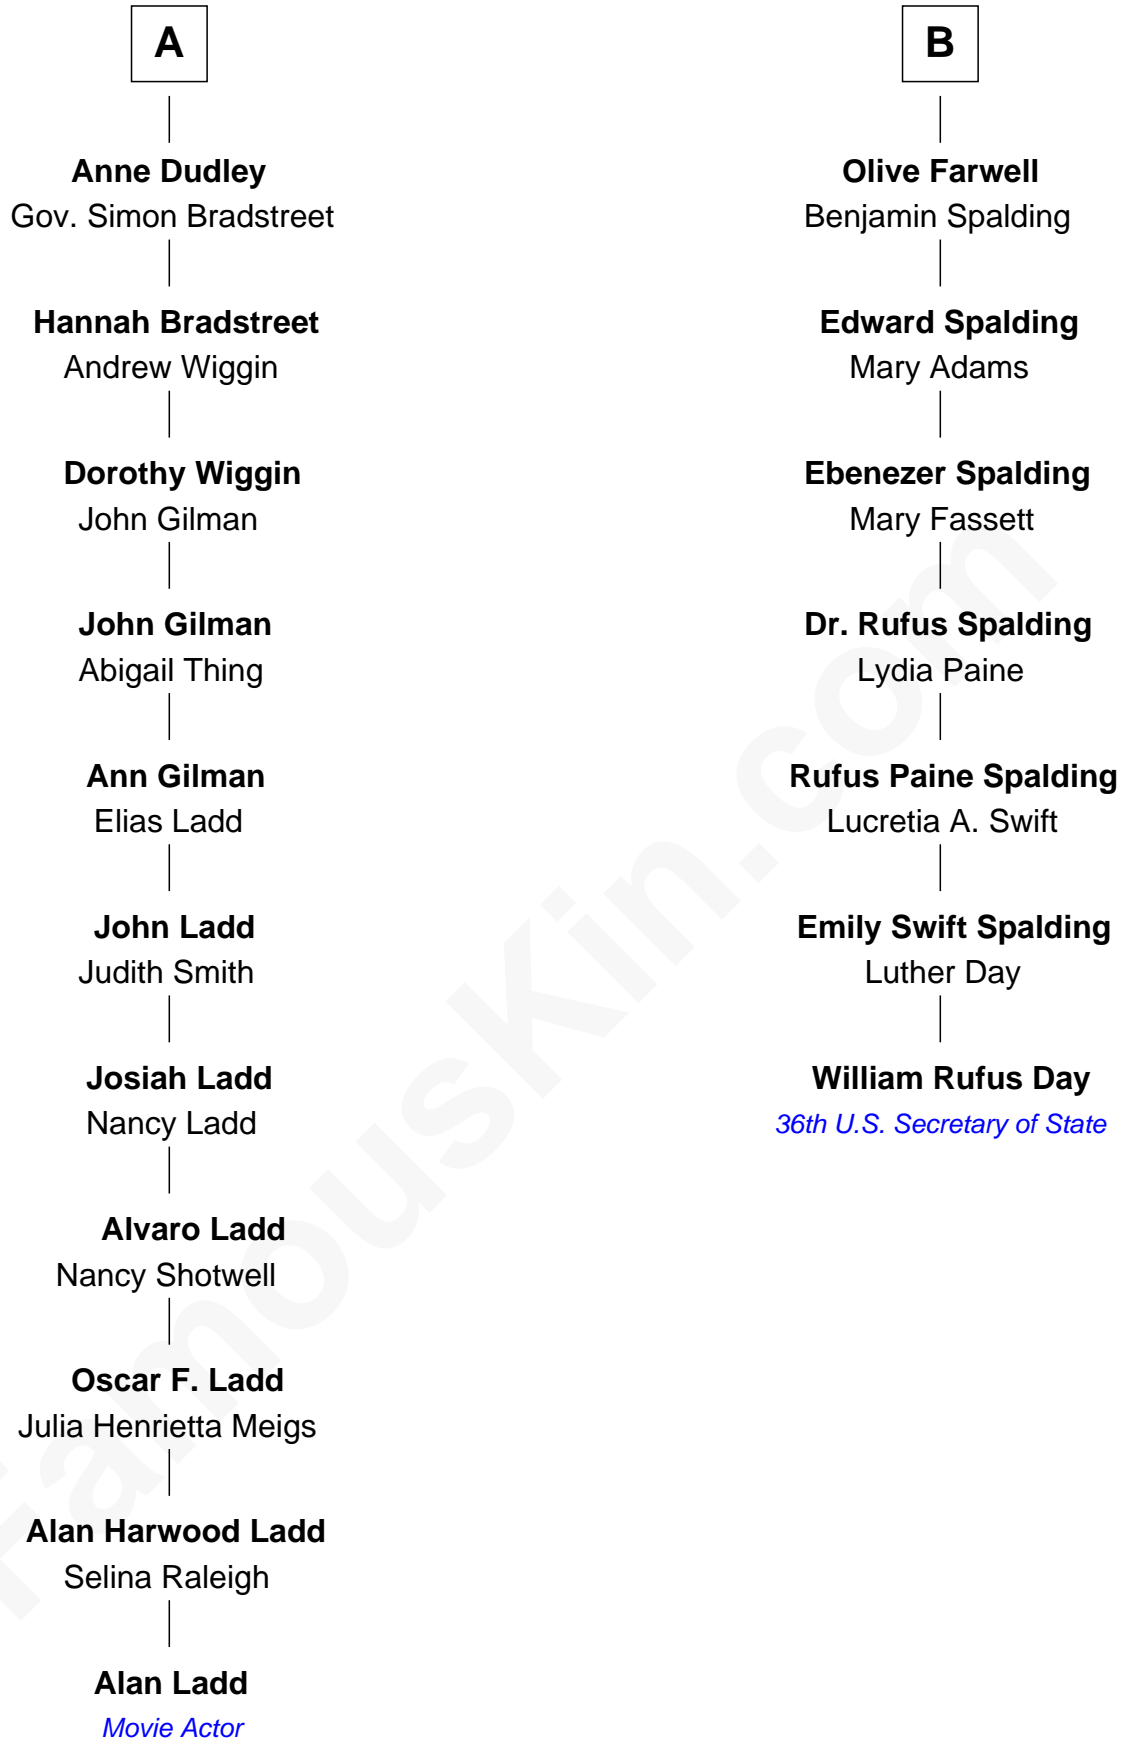 A
Anne Dudley
Gov. Simon Bradstreet
Hannah Bradstreet
Andrew Wiggin
Dorothy Wiggin
John Gilman
John Gilman
Abigail Thing
Ann Gilman
Elias Ladd
John Ladd
Judith Smith
Josiah Ladd
Nancy Ladd
Alvaro Ladd
Nancy Shotwell
Oscar F. Ladd
Julia Henrietta Meigs
Alan Harwood Ladd
Selina Raleigh
Alan Ladd
Movie Actor
B
Olive Farwell
Benjamin Spalding
Edward Spalding
Mary Adams
Ebenezer Spalding
Mary Fassett
Dr. Rufus Spalding
Lydia Paine
Rufus Paine Spalding
Lucretia A. Swift
Emily Swift Spalding
Luther Day
William Rufus Day
36th U.S. Secretary of State
FamousKin.com